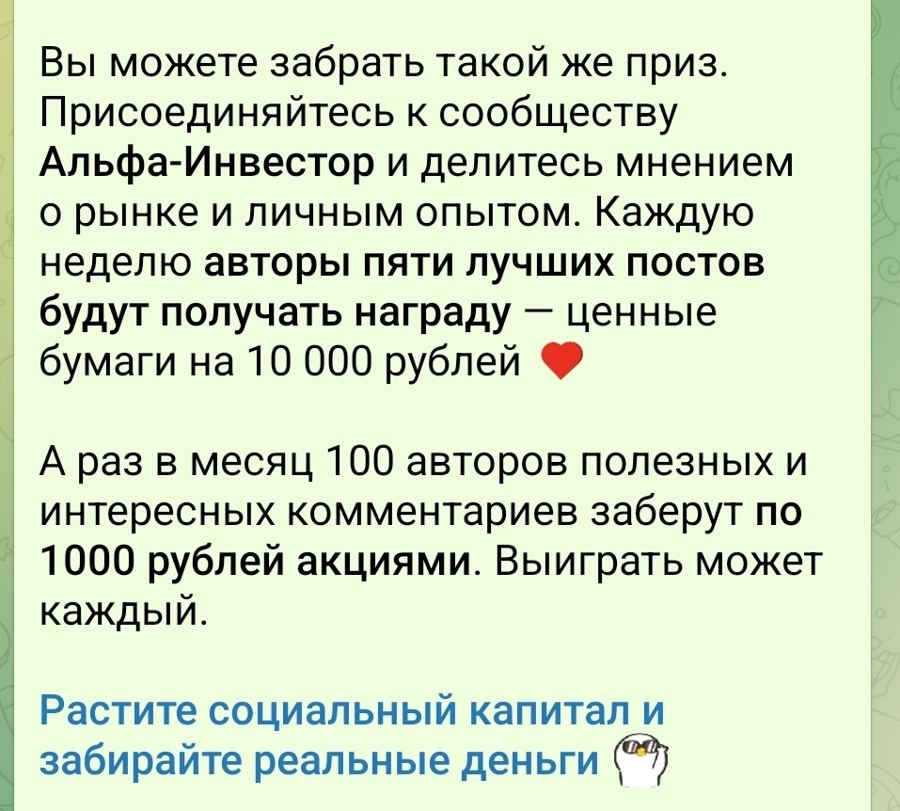 Вы можете забрать такой же приз.
Присоединяйтесь к сообществу
Альфа-Инвестор и делитесь мнением
о рынке и личным опытом. Каждую
неделю авторы пяти лучших постов
будут получать награду — ценные
бумаги на 10 000 рублей ♥
А раз в месяц 100 авторов полезных и
интересных комментариев заберут по
1000 рублей акциями. Выиграть может
каждый.
Растите социальный капитал и
забирайте реальные деньги